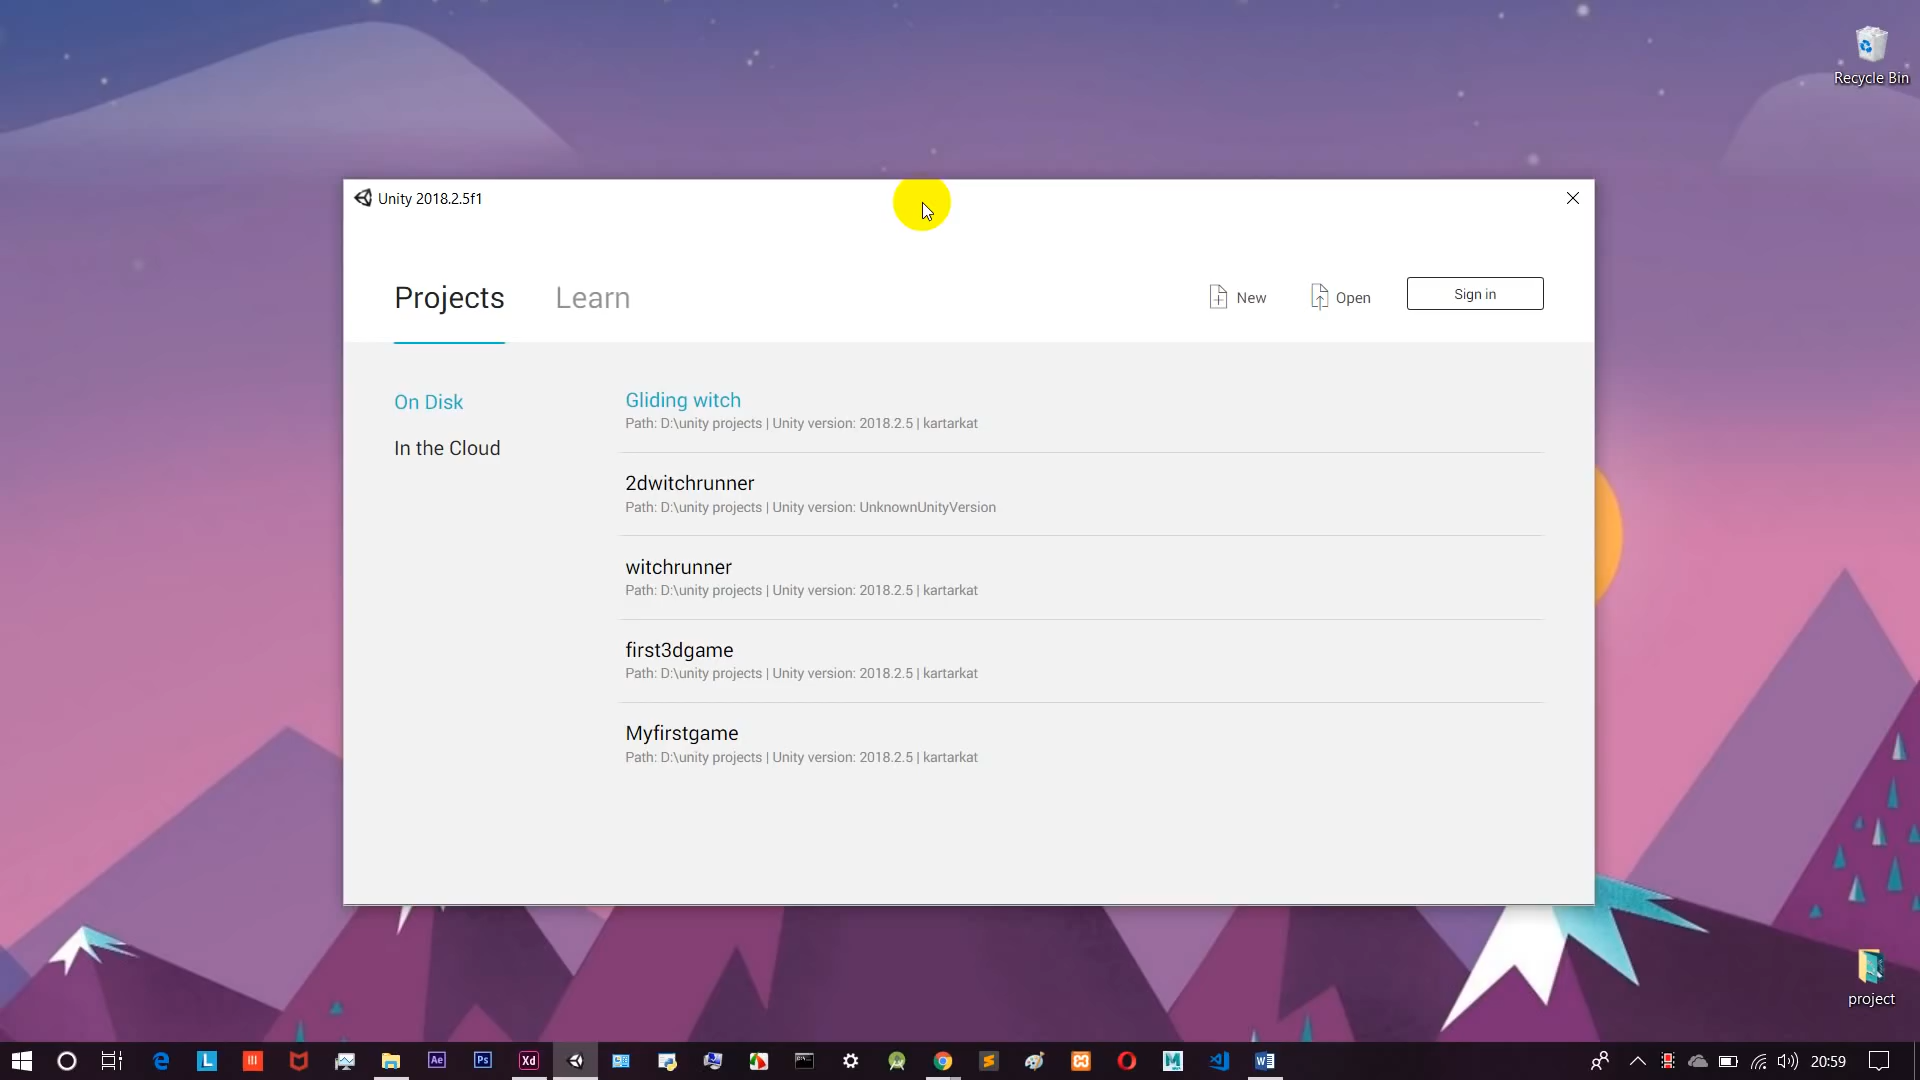 Recycle Bin
Unity 2018.2.5f1
Projects
Learn
New
Open
Sign in
On Disk
In the Cloud
Gliding witch
Path: D:\unity projects | Unity version: 2018.2.5 | kartarkat
2dwitchrunner
Path: D:\unity projects | Unity version: UnknownUnityVersion
witchrunner
Path: D:\unity projects | Unity version: 2018.2.5 | kartarkat
first3dgame
Path: D:\unity projects | Unity version: 2018.2.5 | kartarkat
Myfirstgame
Path: D:\unity projects | Unity version: 2018.2.5 | kartarkat
project
L
Ae
Ps
Xd
20:59